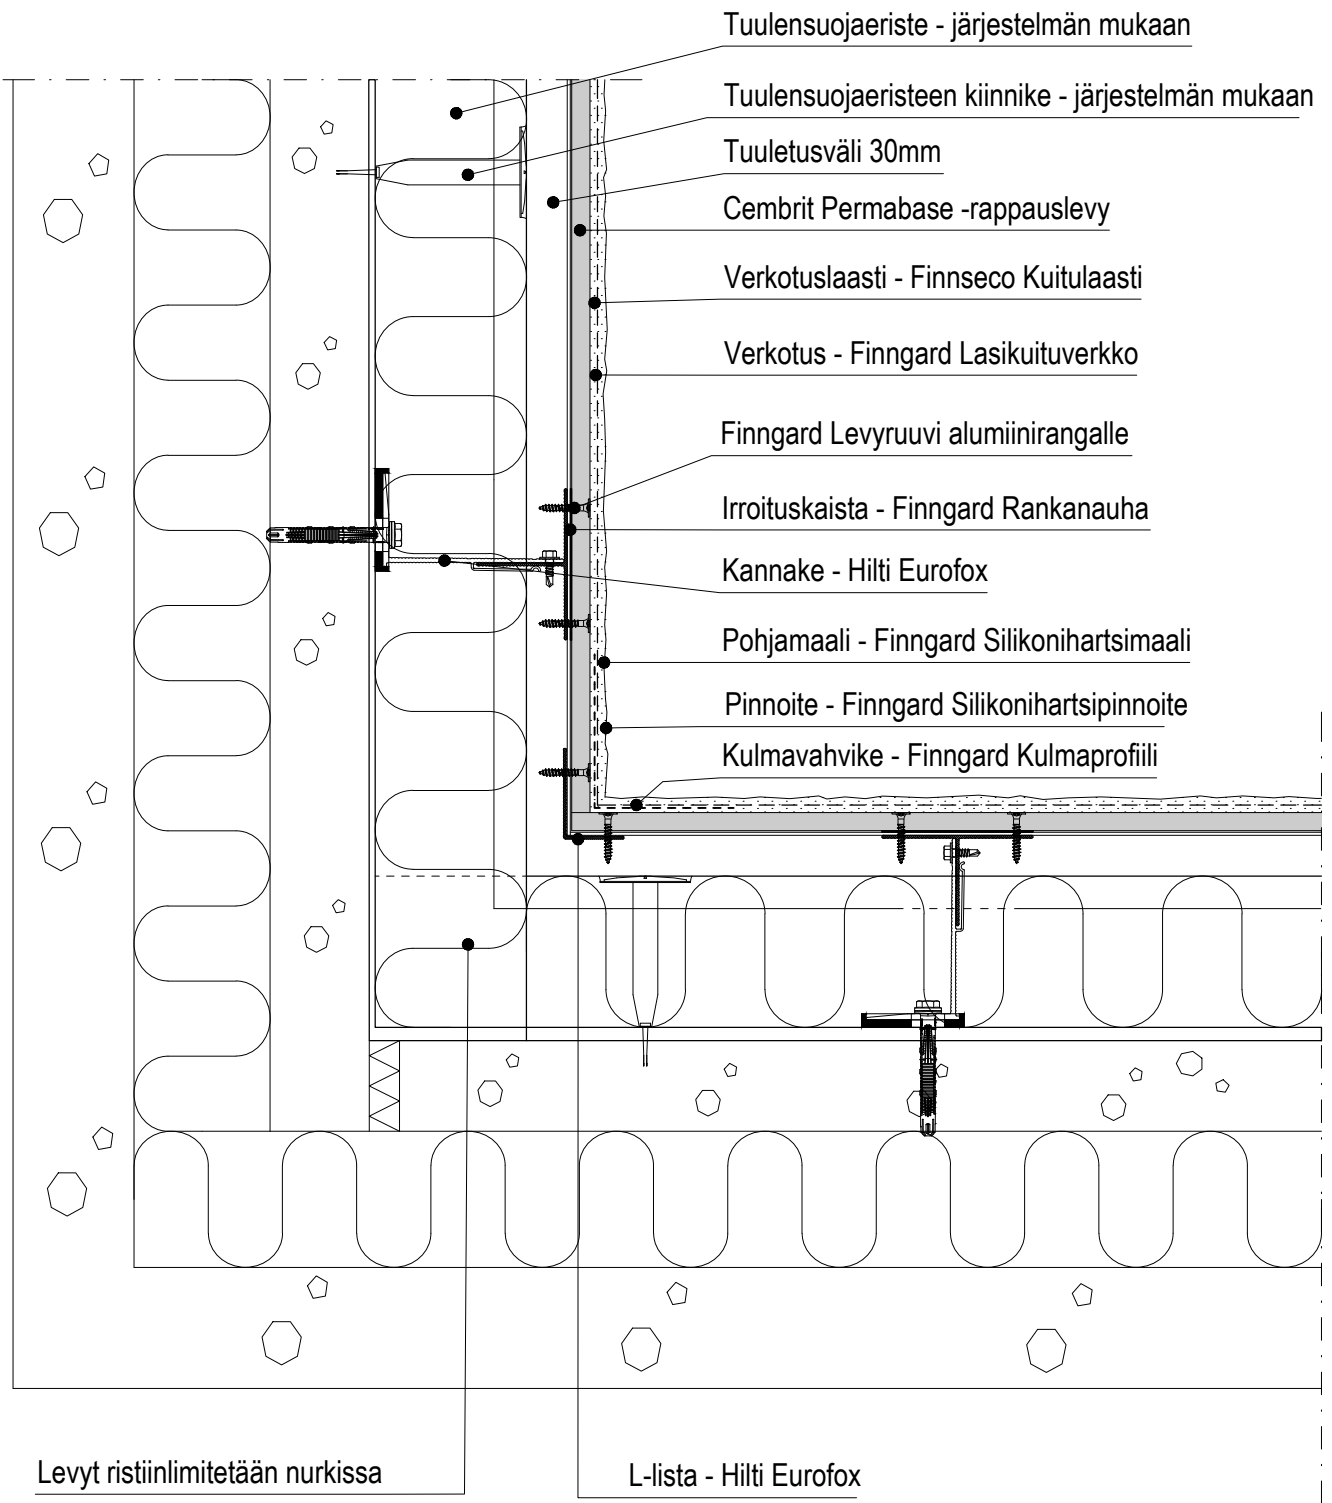 Tuulensuojaeriste - järjestelmän mukaan
Tuulensuojaeristeen kiinnike - järjestelmän mukaan
Tuuletusväli 30mm
Cembrit Permabase -rappauslevy
Verkotuslaasti - Finnseco Kuitulaasti
Verkotus - Finngard Lasikuituverkko
Finngard Levyruuvi alumiinirangalle
Irroituskaista - Finngard Rankanauha
Kannake - Hilti Eurofox
Pohjamaali - Finngard Silikonihartsimaali
Pinnoite - Finngard Silikonihartsipinnoite
Kulmavahvike - Finngard Kulmaprofiili
Levyt ristiinlimitetään nurkissa
L-lista - Hilti Eurofox